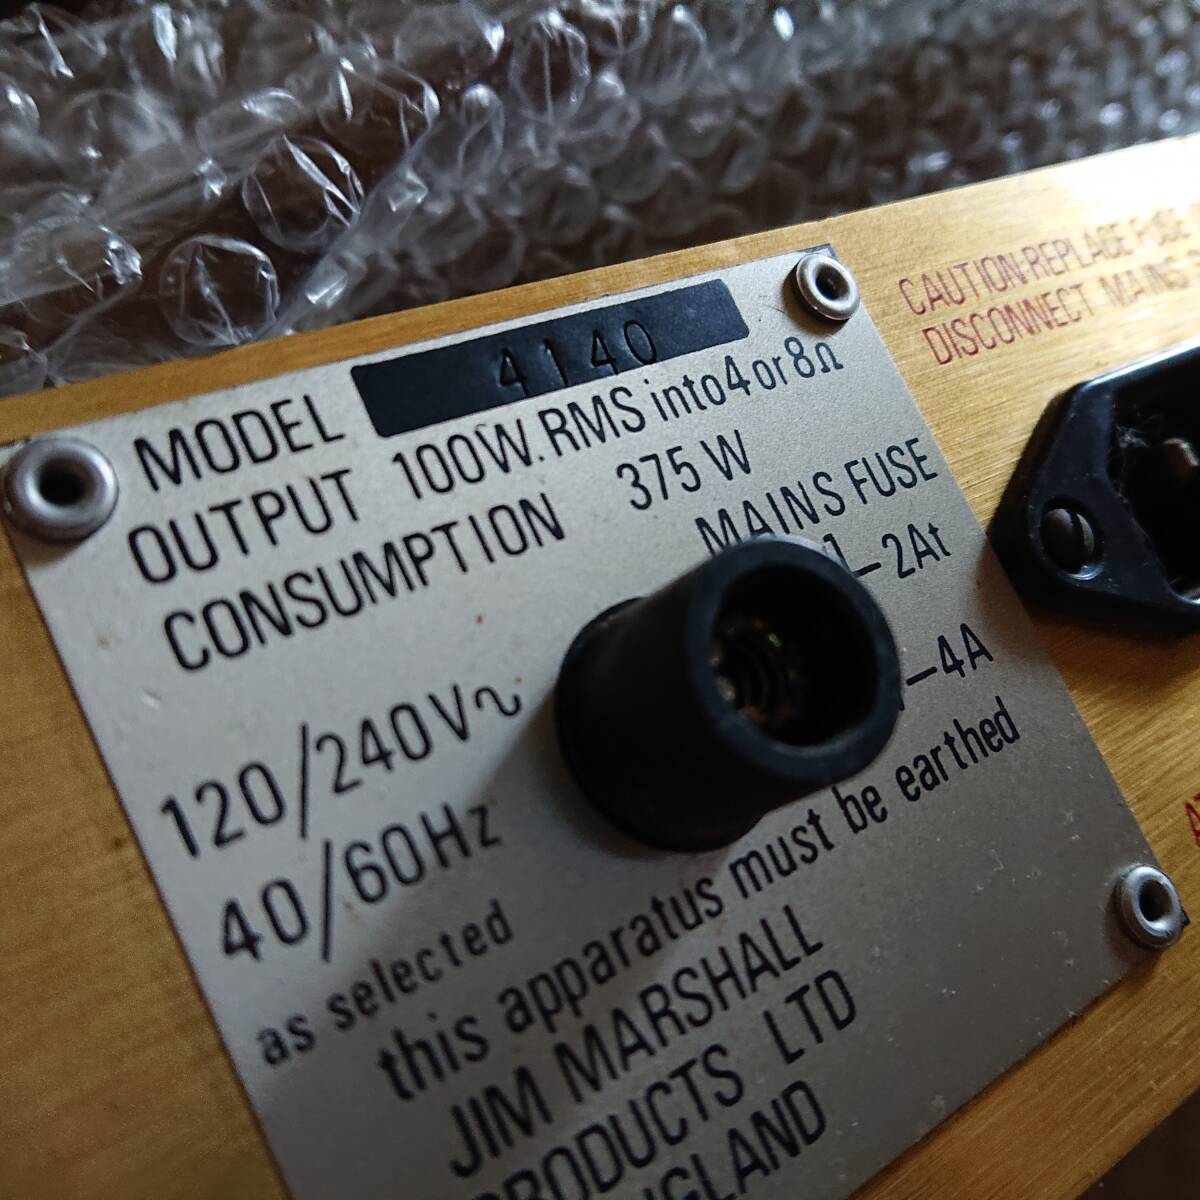 MODEL 4140
OUTPUT 100W. RMS into 4 or 8Ω
CONSUMPTION 375 W
MAINS FUSE
120/240V~ -2At
40/60Hz -4A
as selected
this apparatus must be earthed
JIM MARSHALL
PRODUCTS LTD
ENGLAND
CAUTION-REPLACE FUSE
DISCONNECT MAINS